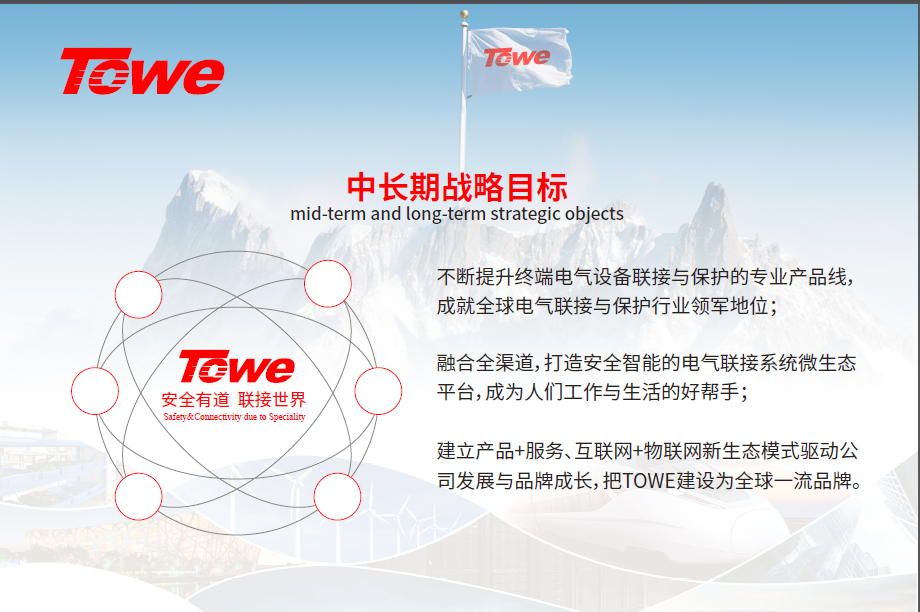 Towe
Towe
中长期战略目标
mid-term and long-term strategic objects
不断提升终端电气设备联接与保护的专业产品线，
成就全球电气联接与保护行业领军地位；
融合全渠道，打造安全智能的电气联接系统微生态
平台，成为人们工作与生活的好帮手；
建立产品+服务、互联网+物联网新生态模式驱动公
司发展与品牌成长，把TOWE建设为全球一流品牌。
Towe
安全有道 联接世界
Safety&Connectivity due to Speciality